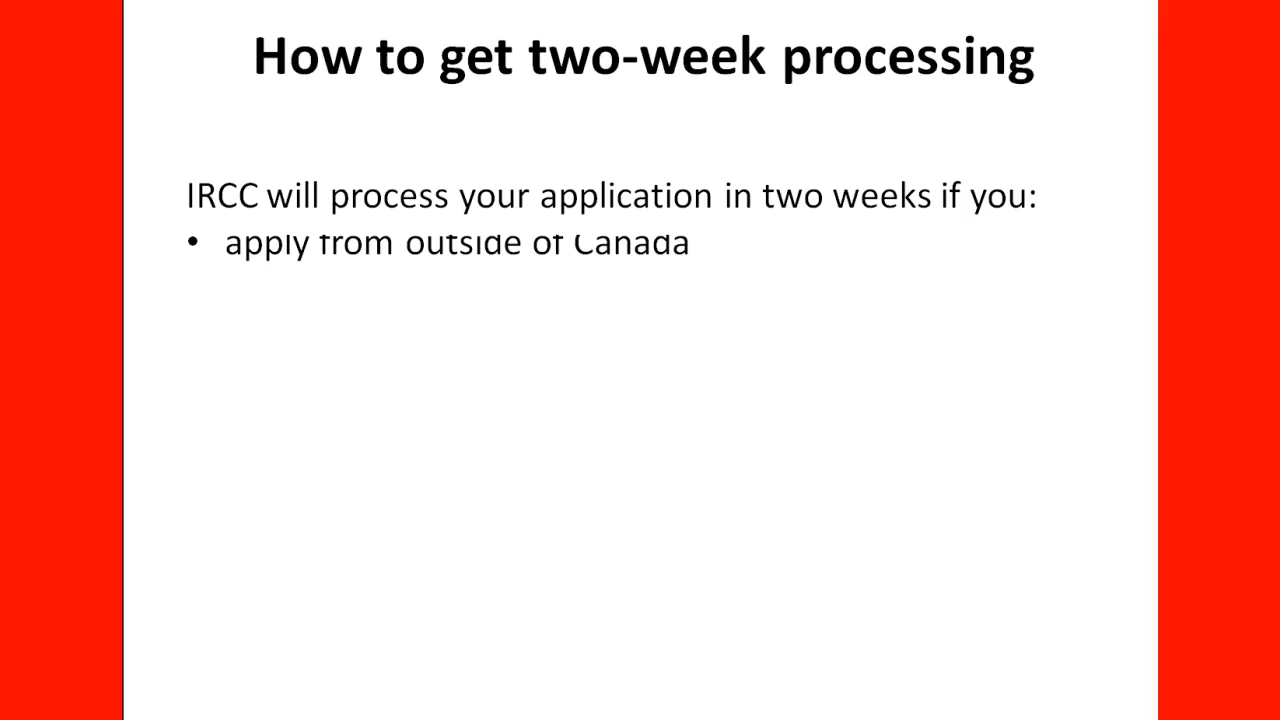 How to get two-week processing
IRCC will process your application in two weeks if you:
• apply from outside of Canada